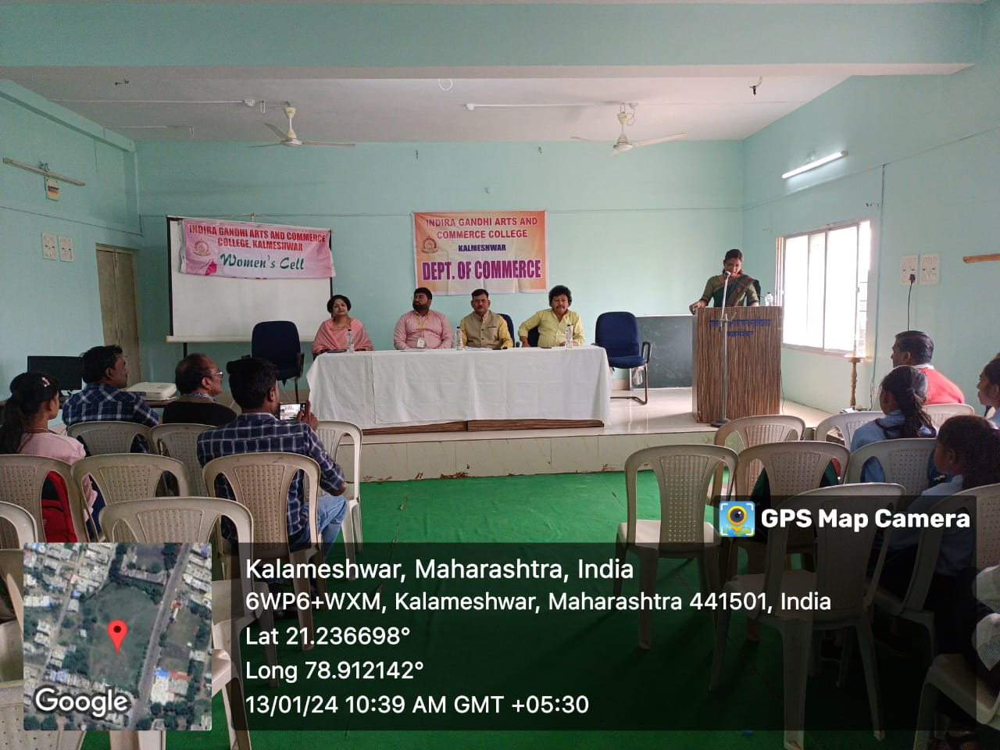 INDIRA GANDHI ARTS AND COMMERCE
COLLEGE, KALMESHWAR
Women's Cell
INDIRA GANDHI ARTS AND
COMMERCE COLLEGE
KALMESHWAR
DEPT. OF COMMERCE
GPS Map Camera
Kalameshwar, Maharashtra, India
6WP6+WXM, Kalameshwar, Maharashtra 441501, India
Lat 21.236698°
Long 78.912142°
13/01/24 10:39 AM GMT +05:30
Google